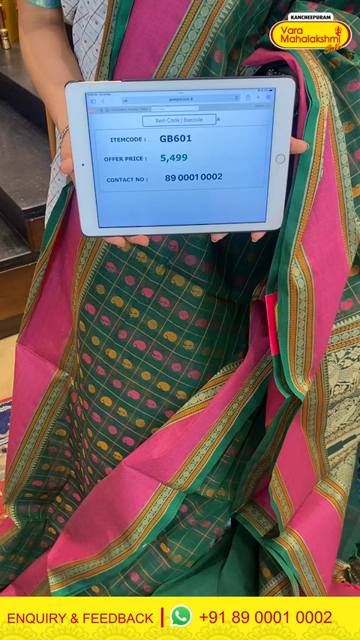 KANCHEEPURAM
Vara
Mahalakshmi
Item Code / Barcode
ITEMCODE : GB601
OFFER PRICE : 5,499
CONTACT NO : 89 0001 0002
ENQUIRY & FEEDBACK | +91 89 0001 0002